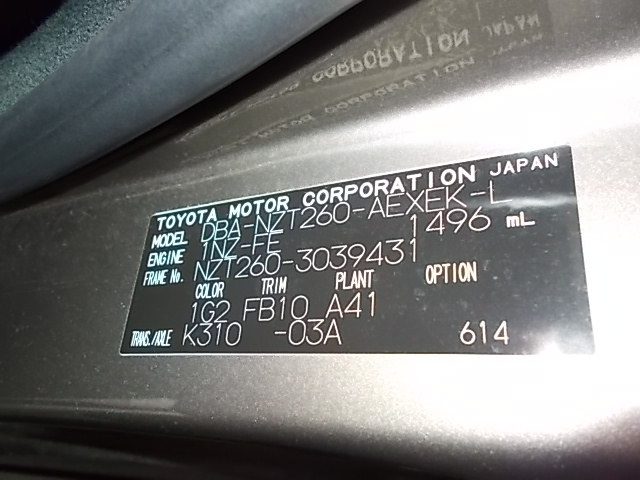 TOYOTA MOTOR CORPORATION JAPAN
MODEL DBA-NZT260-AEXEK-L
ENGINE 1NZ-FE 1496 mL
FRAME No. NZT260-3039431
COLOR TRIM PLANT OPTION
1G2 FB10 A41
TRANS./AXLE K310 -03A 614